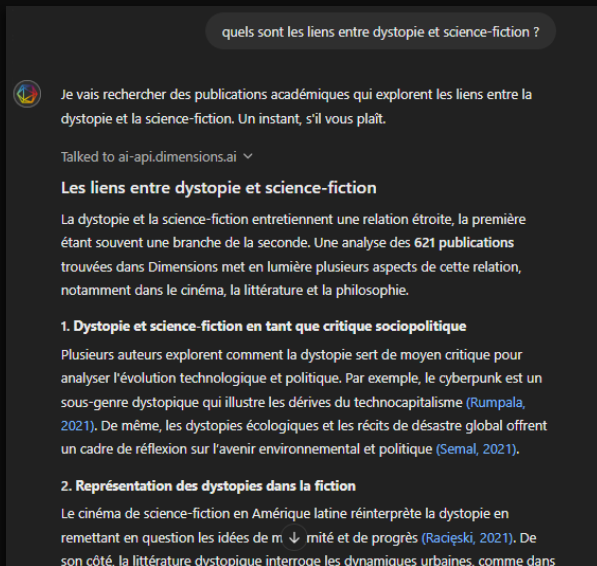 quels sont les liens entre dystopie et science-fiction ?
Je vais rechercher des publications académiques qui explorent les liens entre la
dystopie et la science-fiction. Un instant, s'il vous plaît.
Talked to ai-api.dimensions.ai
Les liens entre dystopie et science-fiction
La dystopie et la science-fiction entretiennent une relation étroite, la première
étant souvent une branche de la seconde. Une analyse des 621 publications
trouvées dans Dimensions met en lumière plusieurs aspects de cette relation,
notamment dans le cinéma, la littérature et la philosophie.
1. Dystopie et science-fiction en tant que critique sociopolitique
Plusieurs auteurs explorent comment la dystopie sert de moyen critique pour
analyser l'évolution technologique et politique. Par exemple, le cyberpunk est un
sous-genre dystopique qui illustre les dérives du technocapitalisme (Rumpala,
2021). De même, les dystopies écologiques et les récits de désastre global offrent
un cadre de réflexion sur l'avenir environnemental et politique (Semal, 2021).
2. Représentation des dystopies dans la fiction
Le cinéma de science-fiction en Amérique latine réinterprète la dystopie en
remettant en question les idées de et de progrès (Racięski, 2021). De
son côté, la littérature dystopique interroge les dynamiques urbaines, comme dans